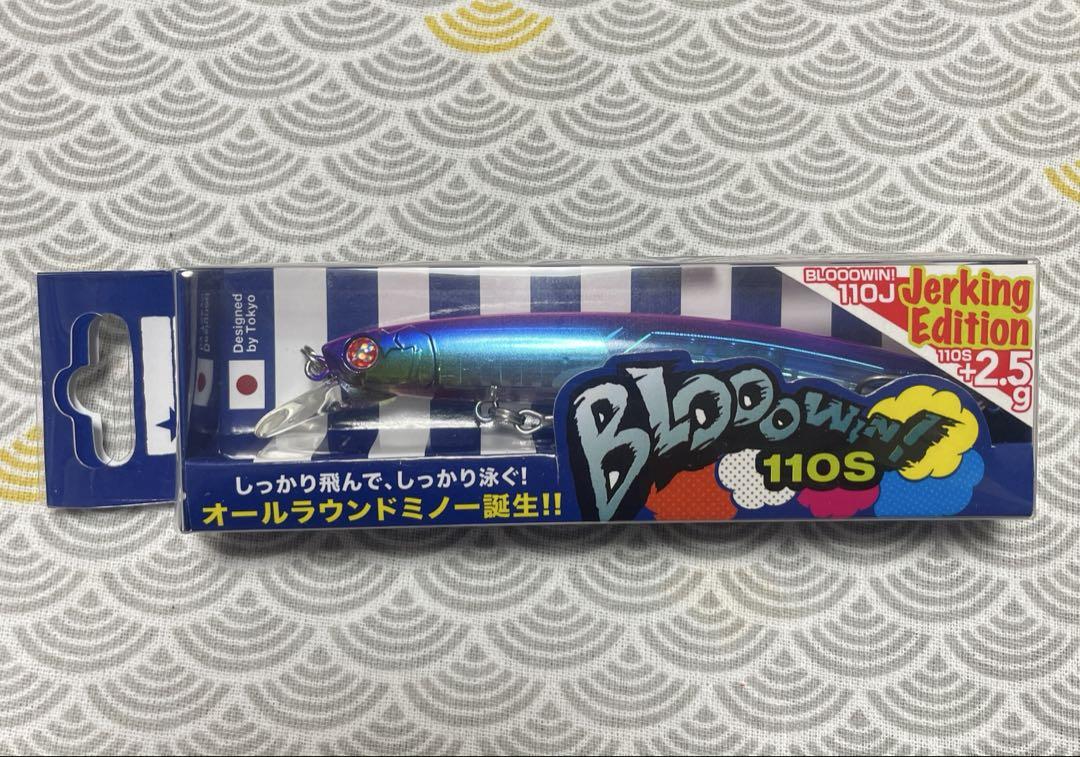 Designed
by Tokyo
BLOOOWIN!
110J
Jerking
Edition
110S
+2.5
g
BLOOOWIN!
110S
しっかり飛んで、しっかり泳ぐ!
オールラウンドミノー誕生!!